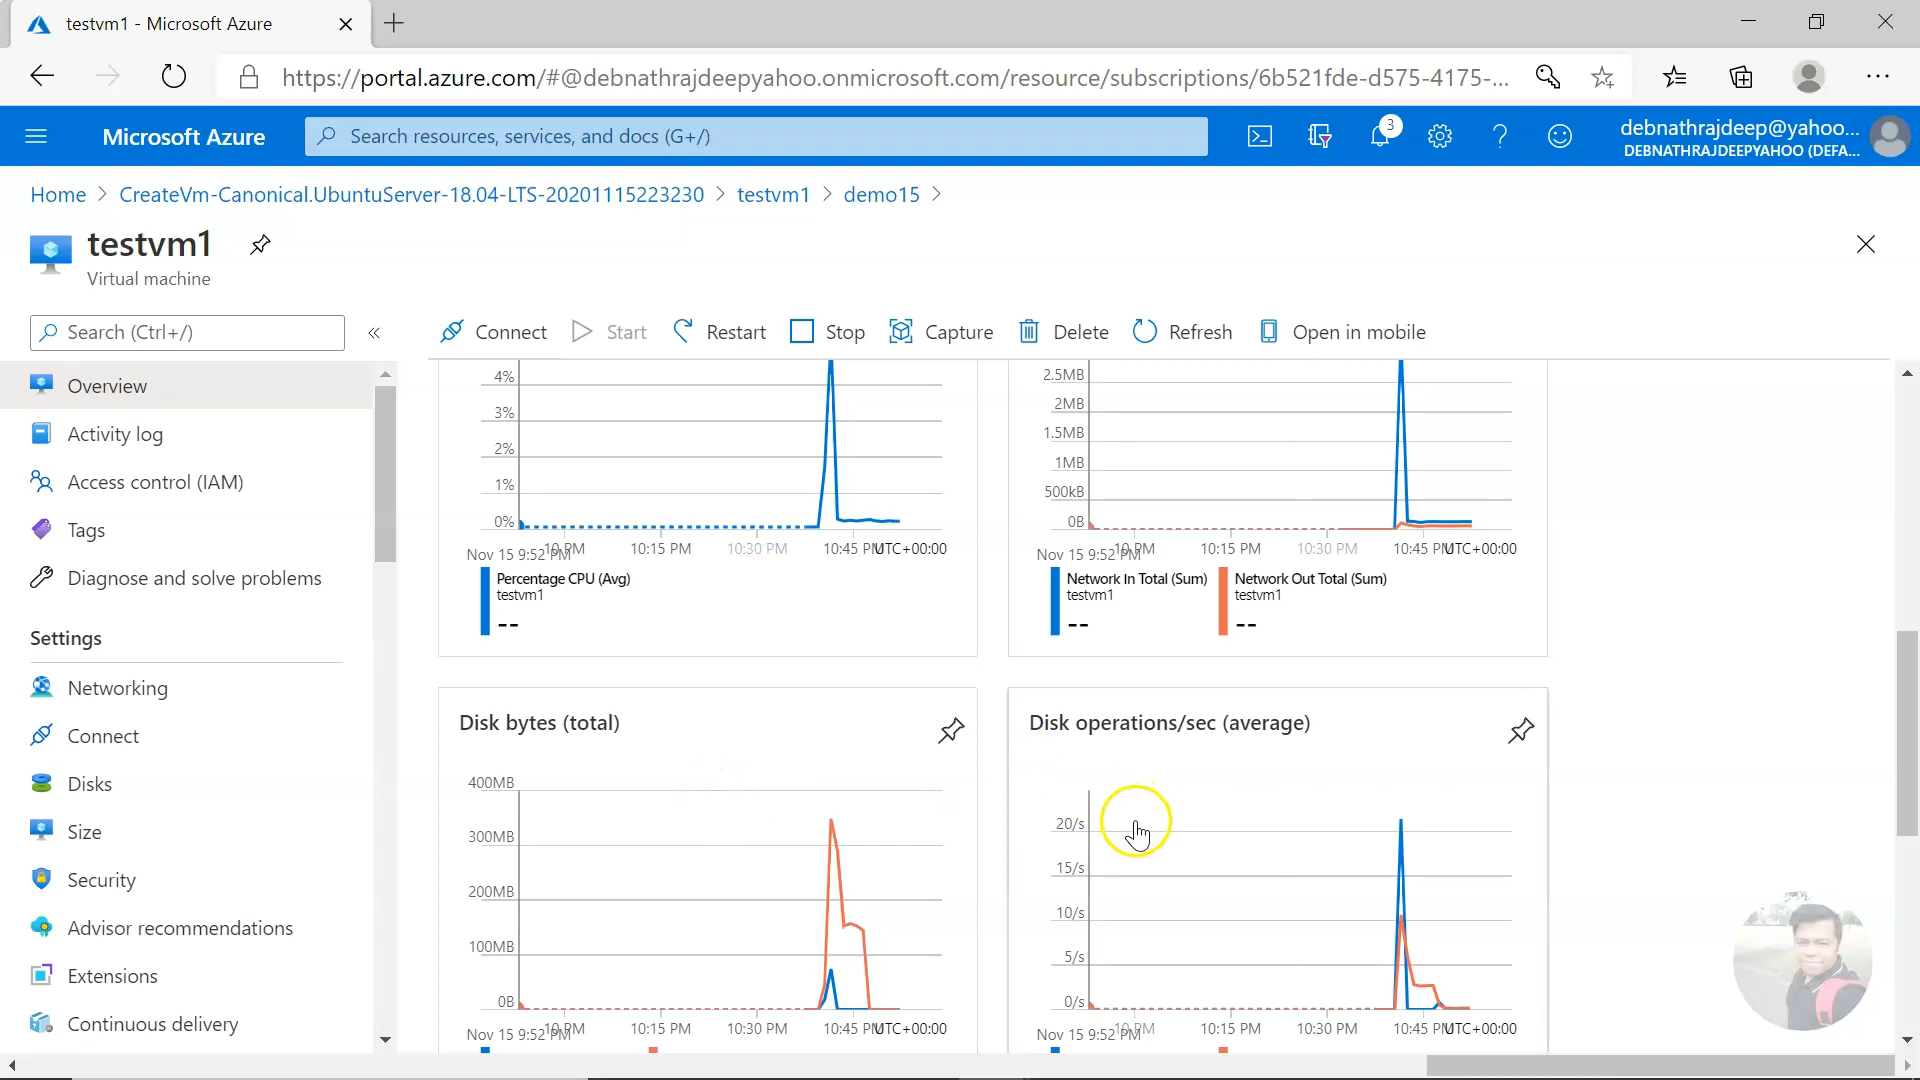 testvm1 - Microsoft Azure
https://portal.azure.com/#@debnathrajdeepyahoo.onmicrosoft.com/resource/subscriptions/6b521fde-d575-4175-...
Microsoft Azure
Search resources, services, and docs (G+/)
3
debnathrajdeep@yahoo...
DEBNATHRAJDEEPYAHOO (DEFA...
Home > CreateVm-Canonical.UbuntuServer-18.04-LTS-20201115223230 > testvm1 > demo15 >
testvm1
Virtual machine
Search (Ctrl+/)
«
Connect
Start
Restart
Stop
Capture
Delete
Refresh
Open in mobile
Overview
Activity log
Access control (IAM)
Tags
Diagnose and solve problems
Settings
Networking
Connect
Disks
Size
Security
Advisor recommendations
Extensions
Continuous delivery
4%
3%
2%
1%
0%
Nov 15 9:52 PM
10 PM
10:15 PM
10:30 PM
10:45 PM
UTC+00:00
Percentage CPU (Avg)
testvm1
--
2.5MB
2MB
1.5MB
1MB
500kB
0B
Nov 15 9:52 PM
10 PM
10:15 PM
10:30 PM
10:45 PM
UTC+00:00
Network In Total (Sum)
testvm1
--
Network Out Total (Sum)
testvm1
--
Disk bytes (total)
400MB
300MB
200MB
100MB
0B
Nov 15 9:52 PM
10 PM
10:15 PM
10:30 PM
10:45 PM
UTC+00:00
Disk operations/sec (average)
20/s
15/s
10/s
5/s
0/s
Nov 15 9:52 PM
10 PM
10:15 PM
10:30 PM
10:45 PM
UTC+00:00